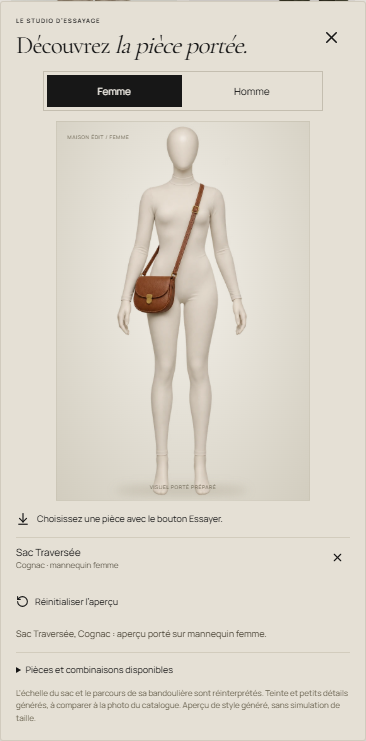 LE STUDIO D'ESSAYAGE
Découvrez la pièce portée.
Femme
Homme
MAISON ÉDIT / FEMME
VISUEL PORTÉ PRÉPARÉ
Choisissez une pièce avec le bouton Essayer.
Sac Traversée
Cognac · mannequin femme
Réinitialiser l'aperçu
Sac Traversée, Cognac : aperçu porté sur mannequin femme.
Pièces et combinaisons disponibles
L'échelle du sac et le parcours de sa bandoulière sont réinterprétés. Teinte et petits détails
générés, à comparer à la photo du catalogue. Aperçu de style généré, sans simulation de
taille.